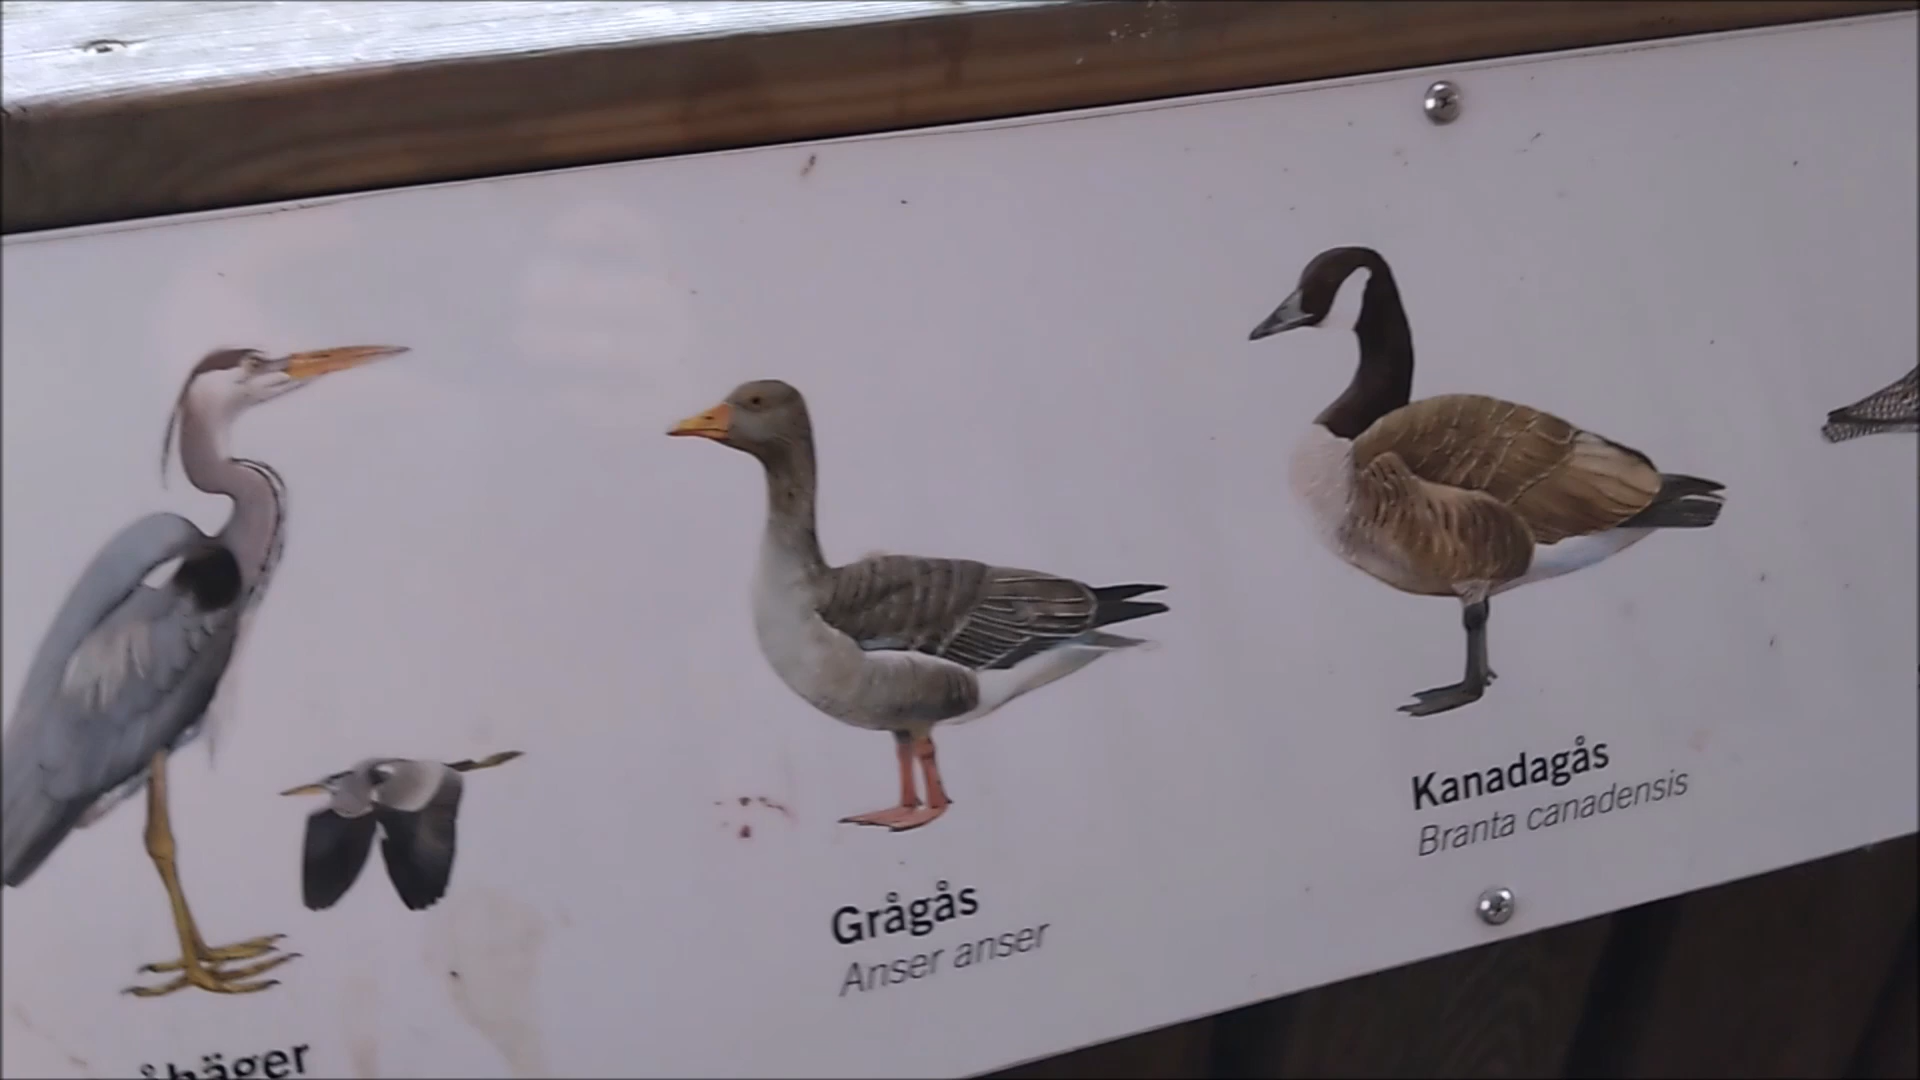 Grågås
Anser anser
Kanadagås
Branta canadensis